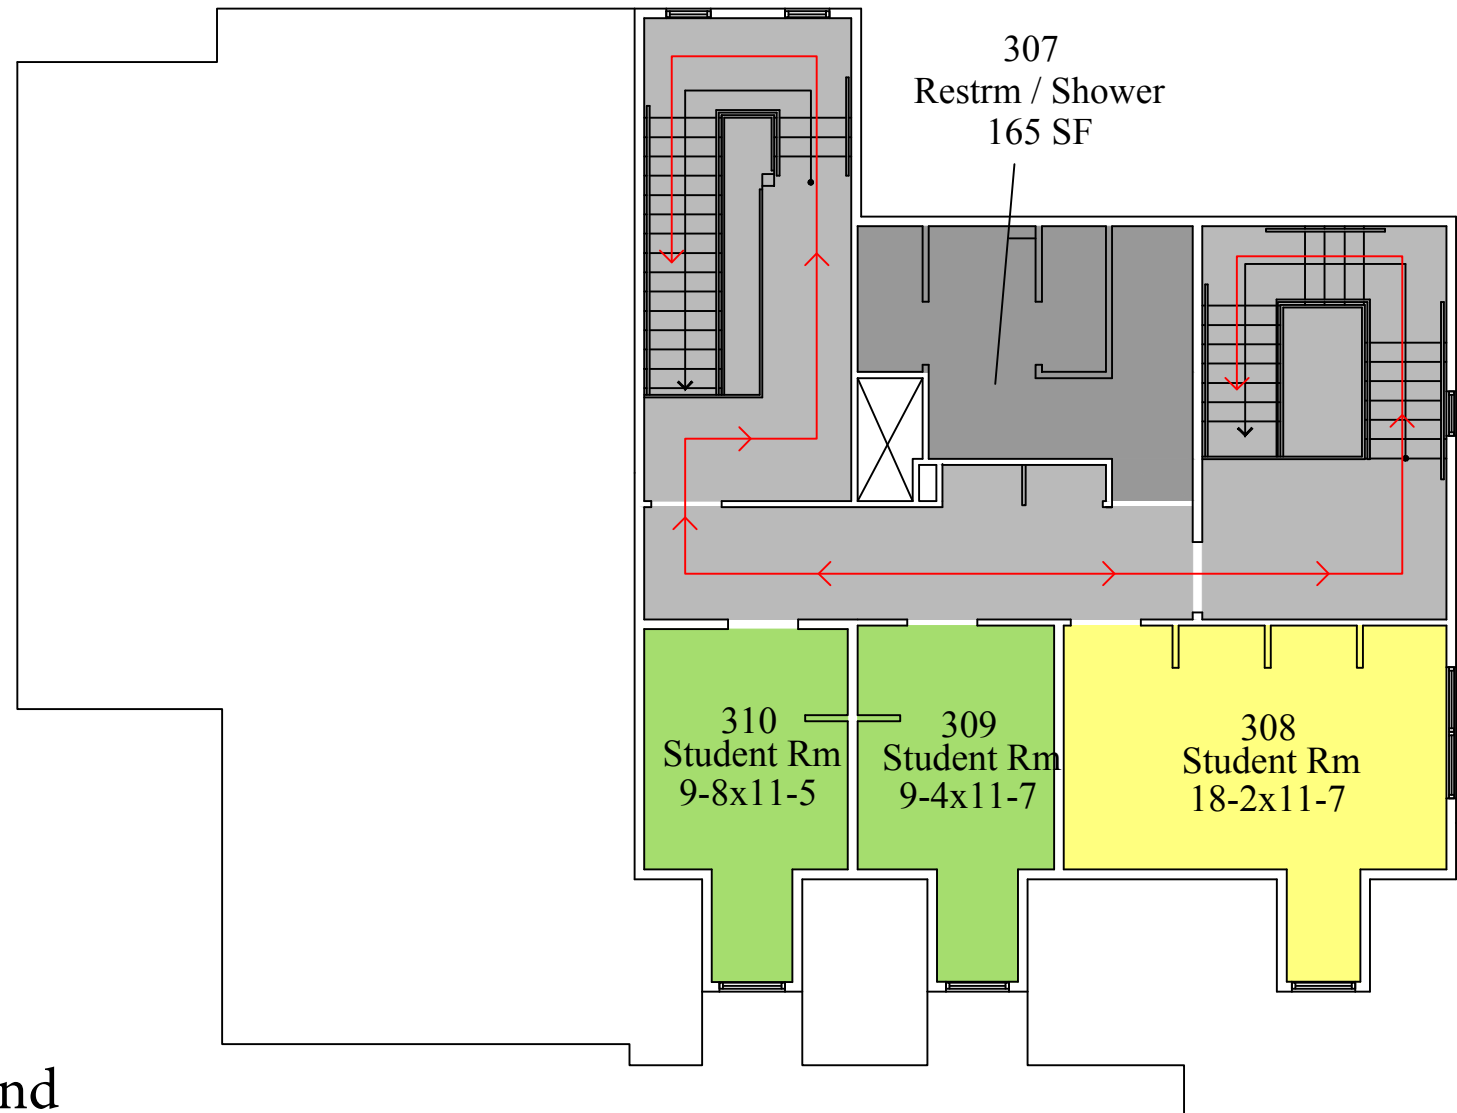 307
Restrm / Shower
165 SF
310
Student Rm
9-8x11-5
309
Student Rm
9-4x11-7
308
Student Rm
18-2x11-7
nd